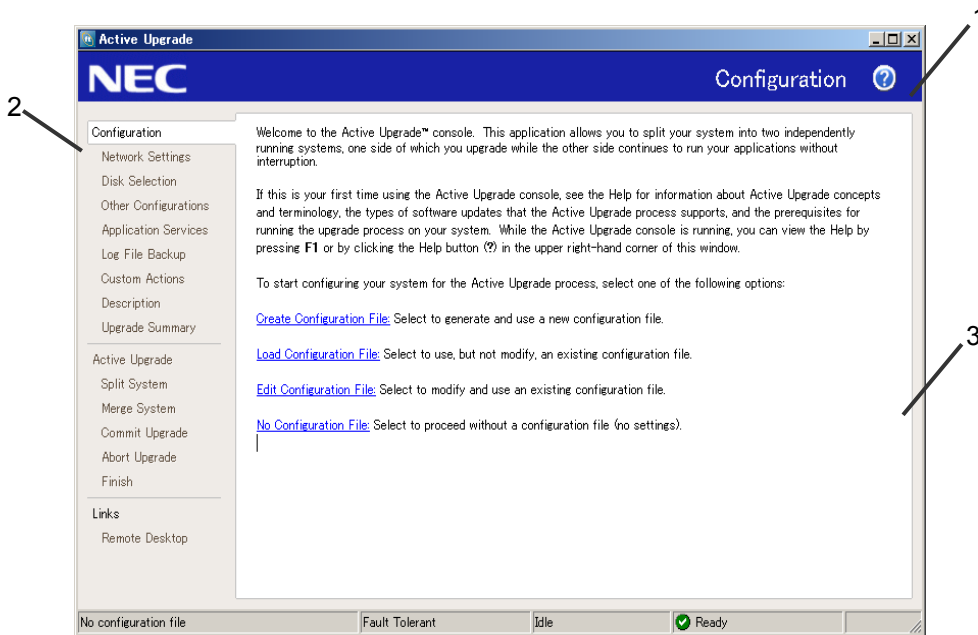 1
Active Upgrade
NEC
Configuration
?
2
Configuration
Network Settings
Disk Selection
Other Configurations
Application Services
Log File Backup
Custom Actions
Description
Upgrade Summary
Active Upgrade
Split System
Merge System
Commit Upgrade
Abort Upgrade
Finish
Links
Remote Desktop
Welcome to the Active Upgrade™ console. This application allows you to split your system into two independently
running systems, one side of which you upgrade while the other side continues to run your applications without
interruption.
If this is your first time using the Active Upgrade console, see the Help for information about Active Upgrade concepts
and terminology, the types of software updates that the Active Upgrade process supports, and the prerequisites for
running the upgrade process on your system. While the Active Upgrade console is running, you can view the Help by
pressing F1 or by clicking the Help button (?) in the upper right-hand corner of this window.
To start configuring your system for the Active Upgrade process, select one of the following options:
Create Configuration File: Select to generate and use a new configuration file.
Load Configuration File: Select to use, but not modify, an existing configuration file.
Edit Configuration File: Select to modify and use an existing configuration file.
No Configuration File: Select to proceed without a configuration file (no settings).
3
No configuration file
Fault Tolerant
Idle
Ready